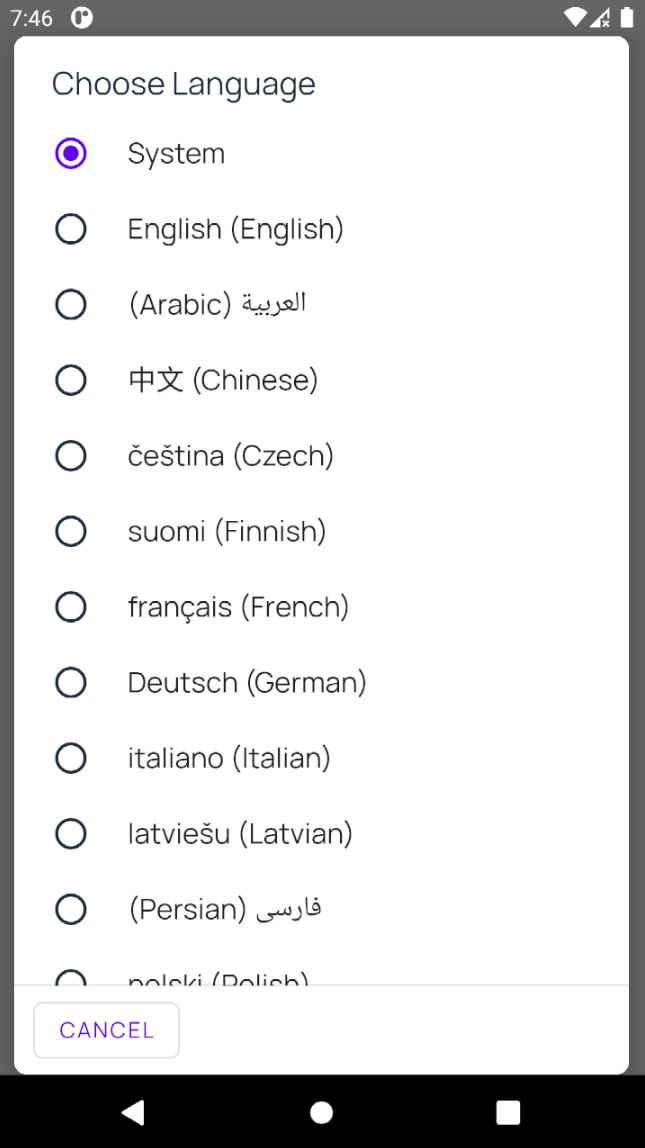 7:46
Choose Language
System
English (English)
(Arabic) العربية
中文 (Chinese)
čeština (Czech)
suomi (Finnish)
français (French)
Deutsch (German)
italiano (Italian)
latviešu (Latvian)
(Persian) فارسی
polski (Polish)
CANCEL